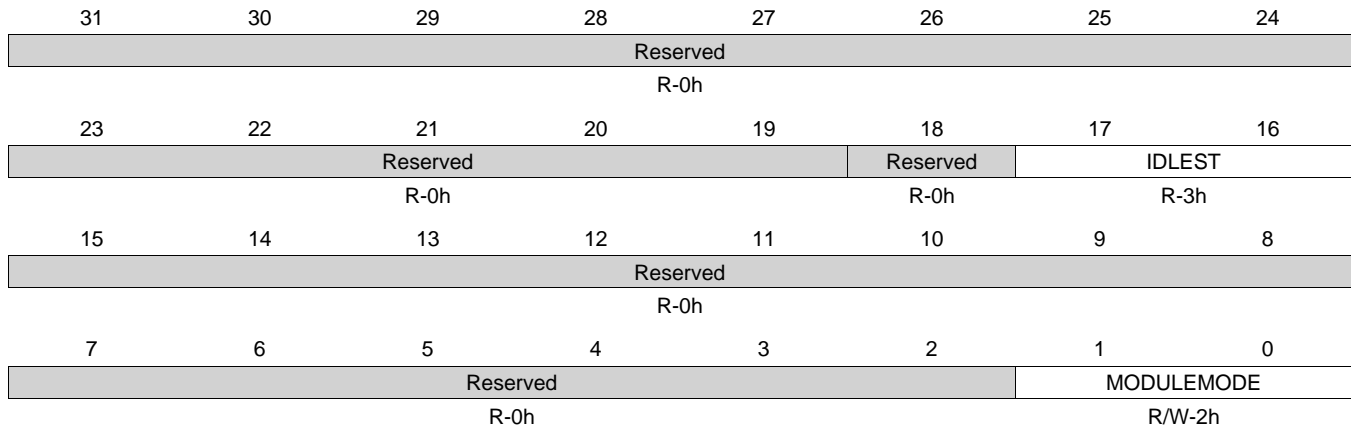 31 30 29 28 27 26 25 24
Reserved
R-0h
23 22 21 20 19 18 17 16
Reserved Reserved IDLEST
R-0h R-0h R-3h
15 14 13 12 11 10 9 8
Reserved
R-0h
7 6 5 4 3 2 1 0
Reserved MODULEMODE
R-0h R/W-2h